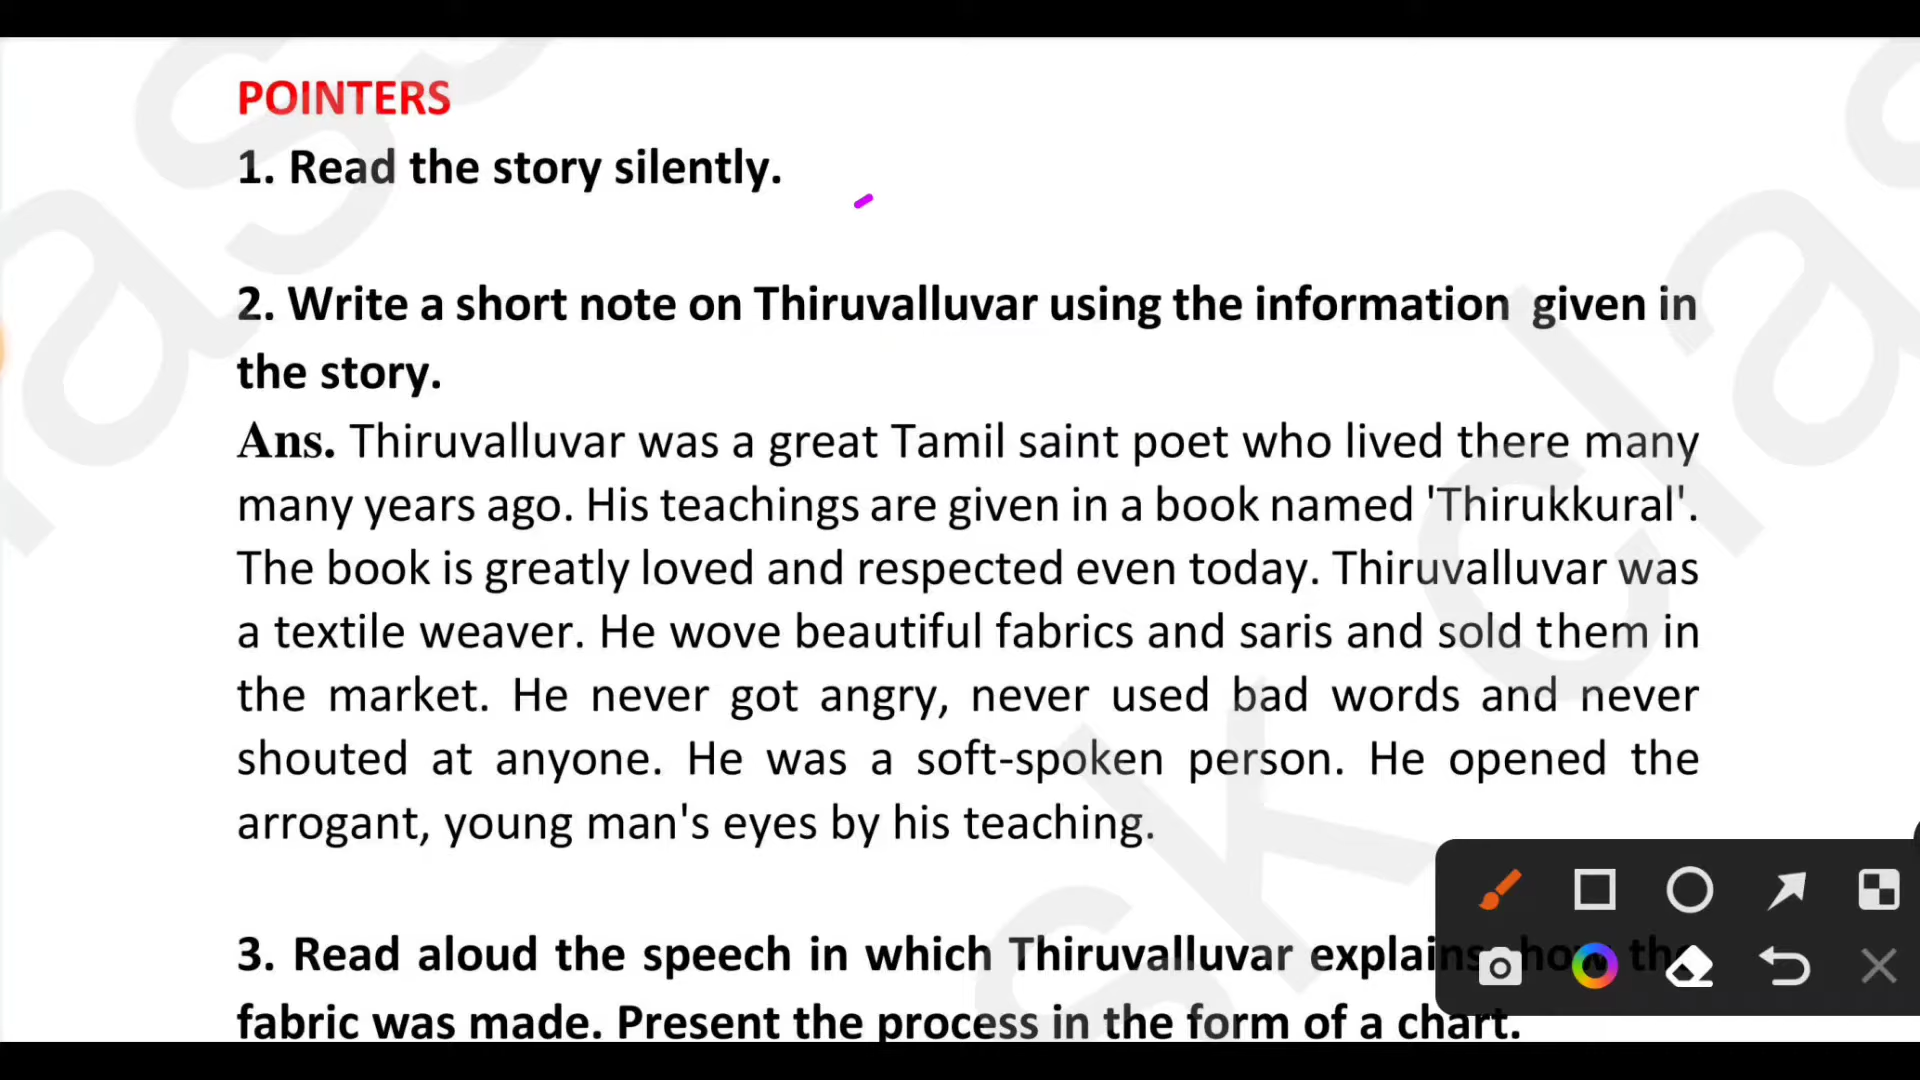 POINTERS
1. Read the story silently.
2. Write a short note on Thiruvalluvar using the information given in
the story.
Ans. Thiruvalluvar was a great Tamil saint poet who lived there many
many years ago. His teachings are given in a book named 'Thirukkural'.
The book is greatly loved and respected even today. Thiruvalluvar was
a textile weaver. He wove beautiful fabrics and saris and sold them in
the market. He never got angry, never used bad words and never
shouted at anyone. He was a soft-spoken person. He opened the
arrogant, young man's eyes by his teaching.
3. Read aloud the speech in which Thiruvalluvar explains how the
fabric was made. Present the process in the form of a chart.